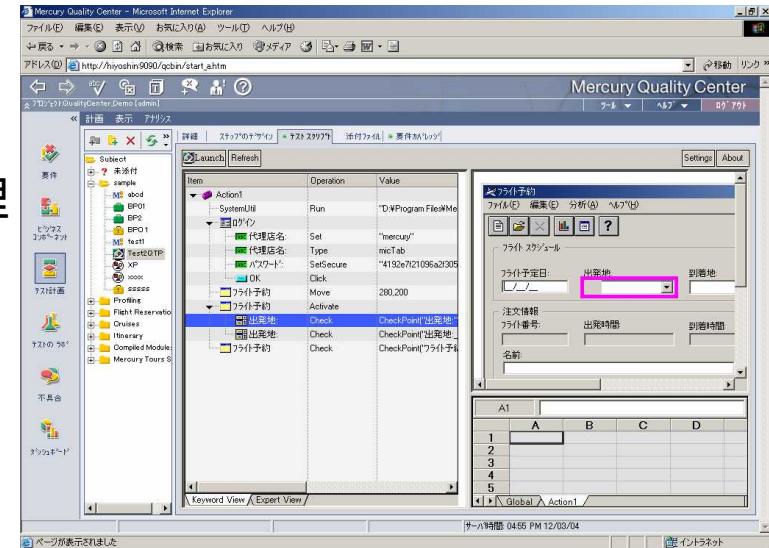 Mercury Quality Center - Microsoft Internet Explorer
ファイル(F) 編集(E) 表示(V) お気に入り(A) ツール(T) ヘルプ(H)
戻る 検索 お気に入り メディア
アドレス(D) http://hiyoshin:9090/qcbin/start_a.htm 移動 リンク
Mercury Quality Center
ﾌﾟﾛｼﾞｪｸﾄ:QualityCenter_Demo [admin] ﾂｰﾙ ﾍﾙﾌﾟ ﾛｸﾞｱｳﾄ
計画 表示 アナリシス
詳細 ステップのデザイン テスト スクリプト 添付ファイル 要件カバレッジ
理
要件
ビジネス
コンポーネント
テスト計画
テストのラボ
不具合
ダッシュボード
Subject
未添付
sample
abcd
BP01
BP2
BPO1
test1
Test2QTP
XP
xxxx
sssss
Profiling
Flight Reservatio
Cruises
Itinerary
Compiled Module
Mercury Tours S
Launch Refresh Settings About
Item Operation Value
Action1
SystemUtil Run "D:¥Program Files¥Me
ログイン
代理店名: Set "mercury"
代理店名: Type micTab
パスワード: SetSecure "4192e7f21096a2f305
OK Click
フライト予約 Move 280,200
フライト予約 Activate
出発地: Check CheckPoint("出発地:"
出発地: Check CheckPoint("出発地:_
フライト予約 Check CheckPoint("フライト予約
Keyword View Expert View
フライト予約
ファイル(F) 編集(E) 分析(A) ヘルプ(H)
フライト スケジュール
フライト予定日: 出発地: 到着地:
_/_/_
注文情報
フライト番号: 出発時間: 到着時間:
名前:
A1
A B C D
1
2
3
4
5
Global Action1
サーバ時間: 04:55 PM 12/03/04
ページが表示されました イントラネット